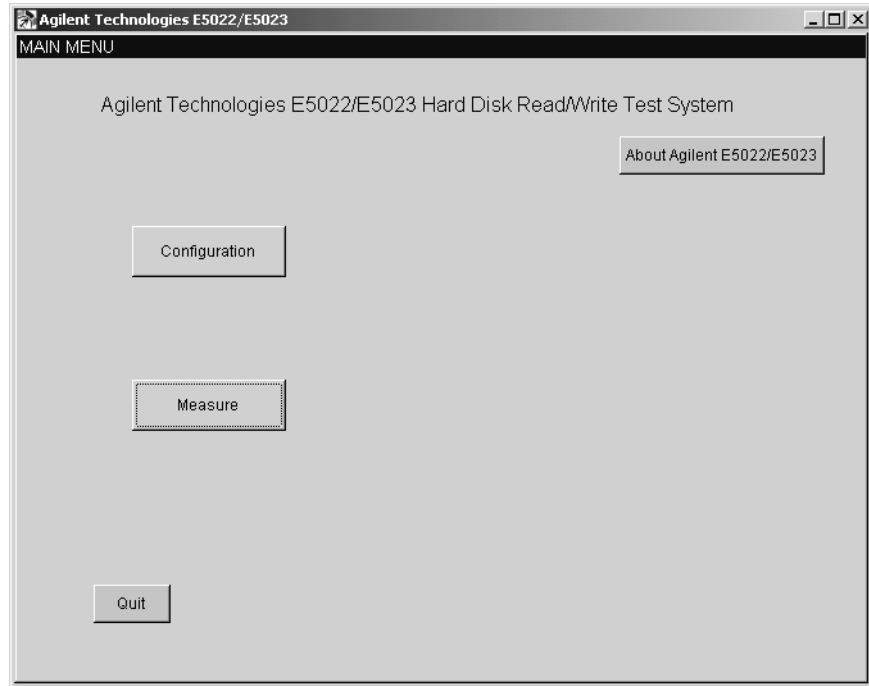 Agilent Technologies E5022/E5023
MAIN MENU
Agilent Technologies E5022/E5023 Hard Disk Read/Write Test System
About Agilent E5022/E5023
Configuration
Measure
Quit